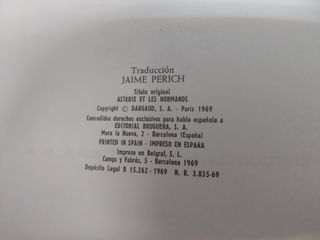 Traducción
JAIME PERICH
Título original
ASTERIX ET LES NORMANDS
Copyright © DARGAUD, S. A. - París 1969
Concedidos derechos exclusivos para habla española a
EDITORIAL BRUGUERA, S. A.
Mora la Nueva, 2 - Barcelona (España)
PRINTED IN SPAIN - IMPRESO EN ESPAÑA
Impreso en Belgraf, S. L.
Camps y Fabrés, 5 - Barcelona 1969
Depósito Legal B 15.262 - 1969 N. R. 3.835-69